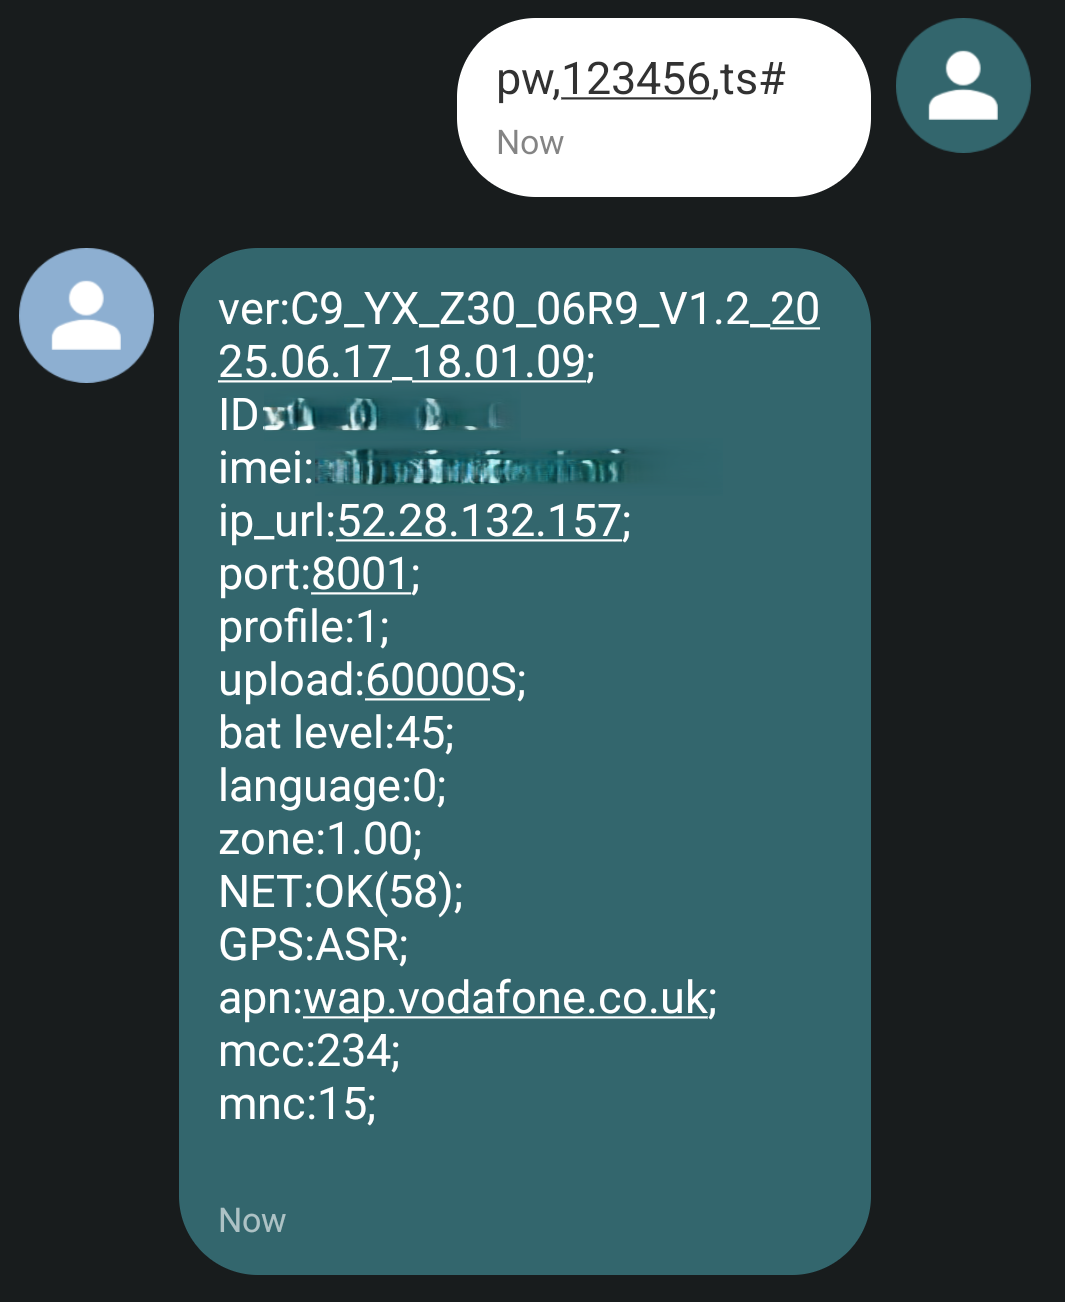 pw,123456,ts#
Now
ver:C9_YX_Z30_06R9_V1.2_20
25.06.17_18.01.09;
ID:
imei:
ip_url:52.28.132.157;
port:8001;
profile:1;
upload:60000S;
bat level:45;
language:0;
zone:1.00;
NET:OK(58);
GPS:ASR;
apn:wap.vodafone.co.uk;
mcc:234;
mnc:15;
Now